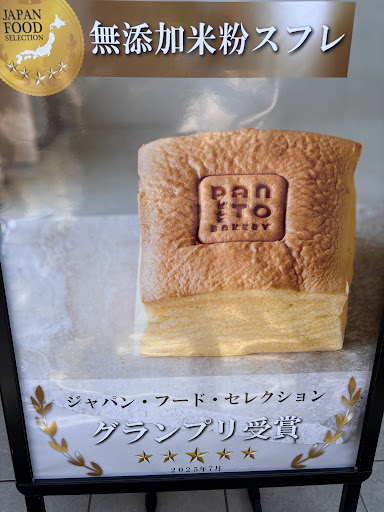 JAPAN
FOOD
SELECTION
無添加米粉スフレ
PAN
TO
BAKERY
ジャパン・フード・セレクション
グランプリ受賞
2025年7月